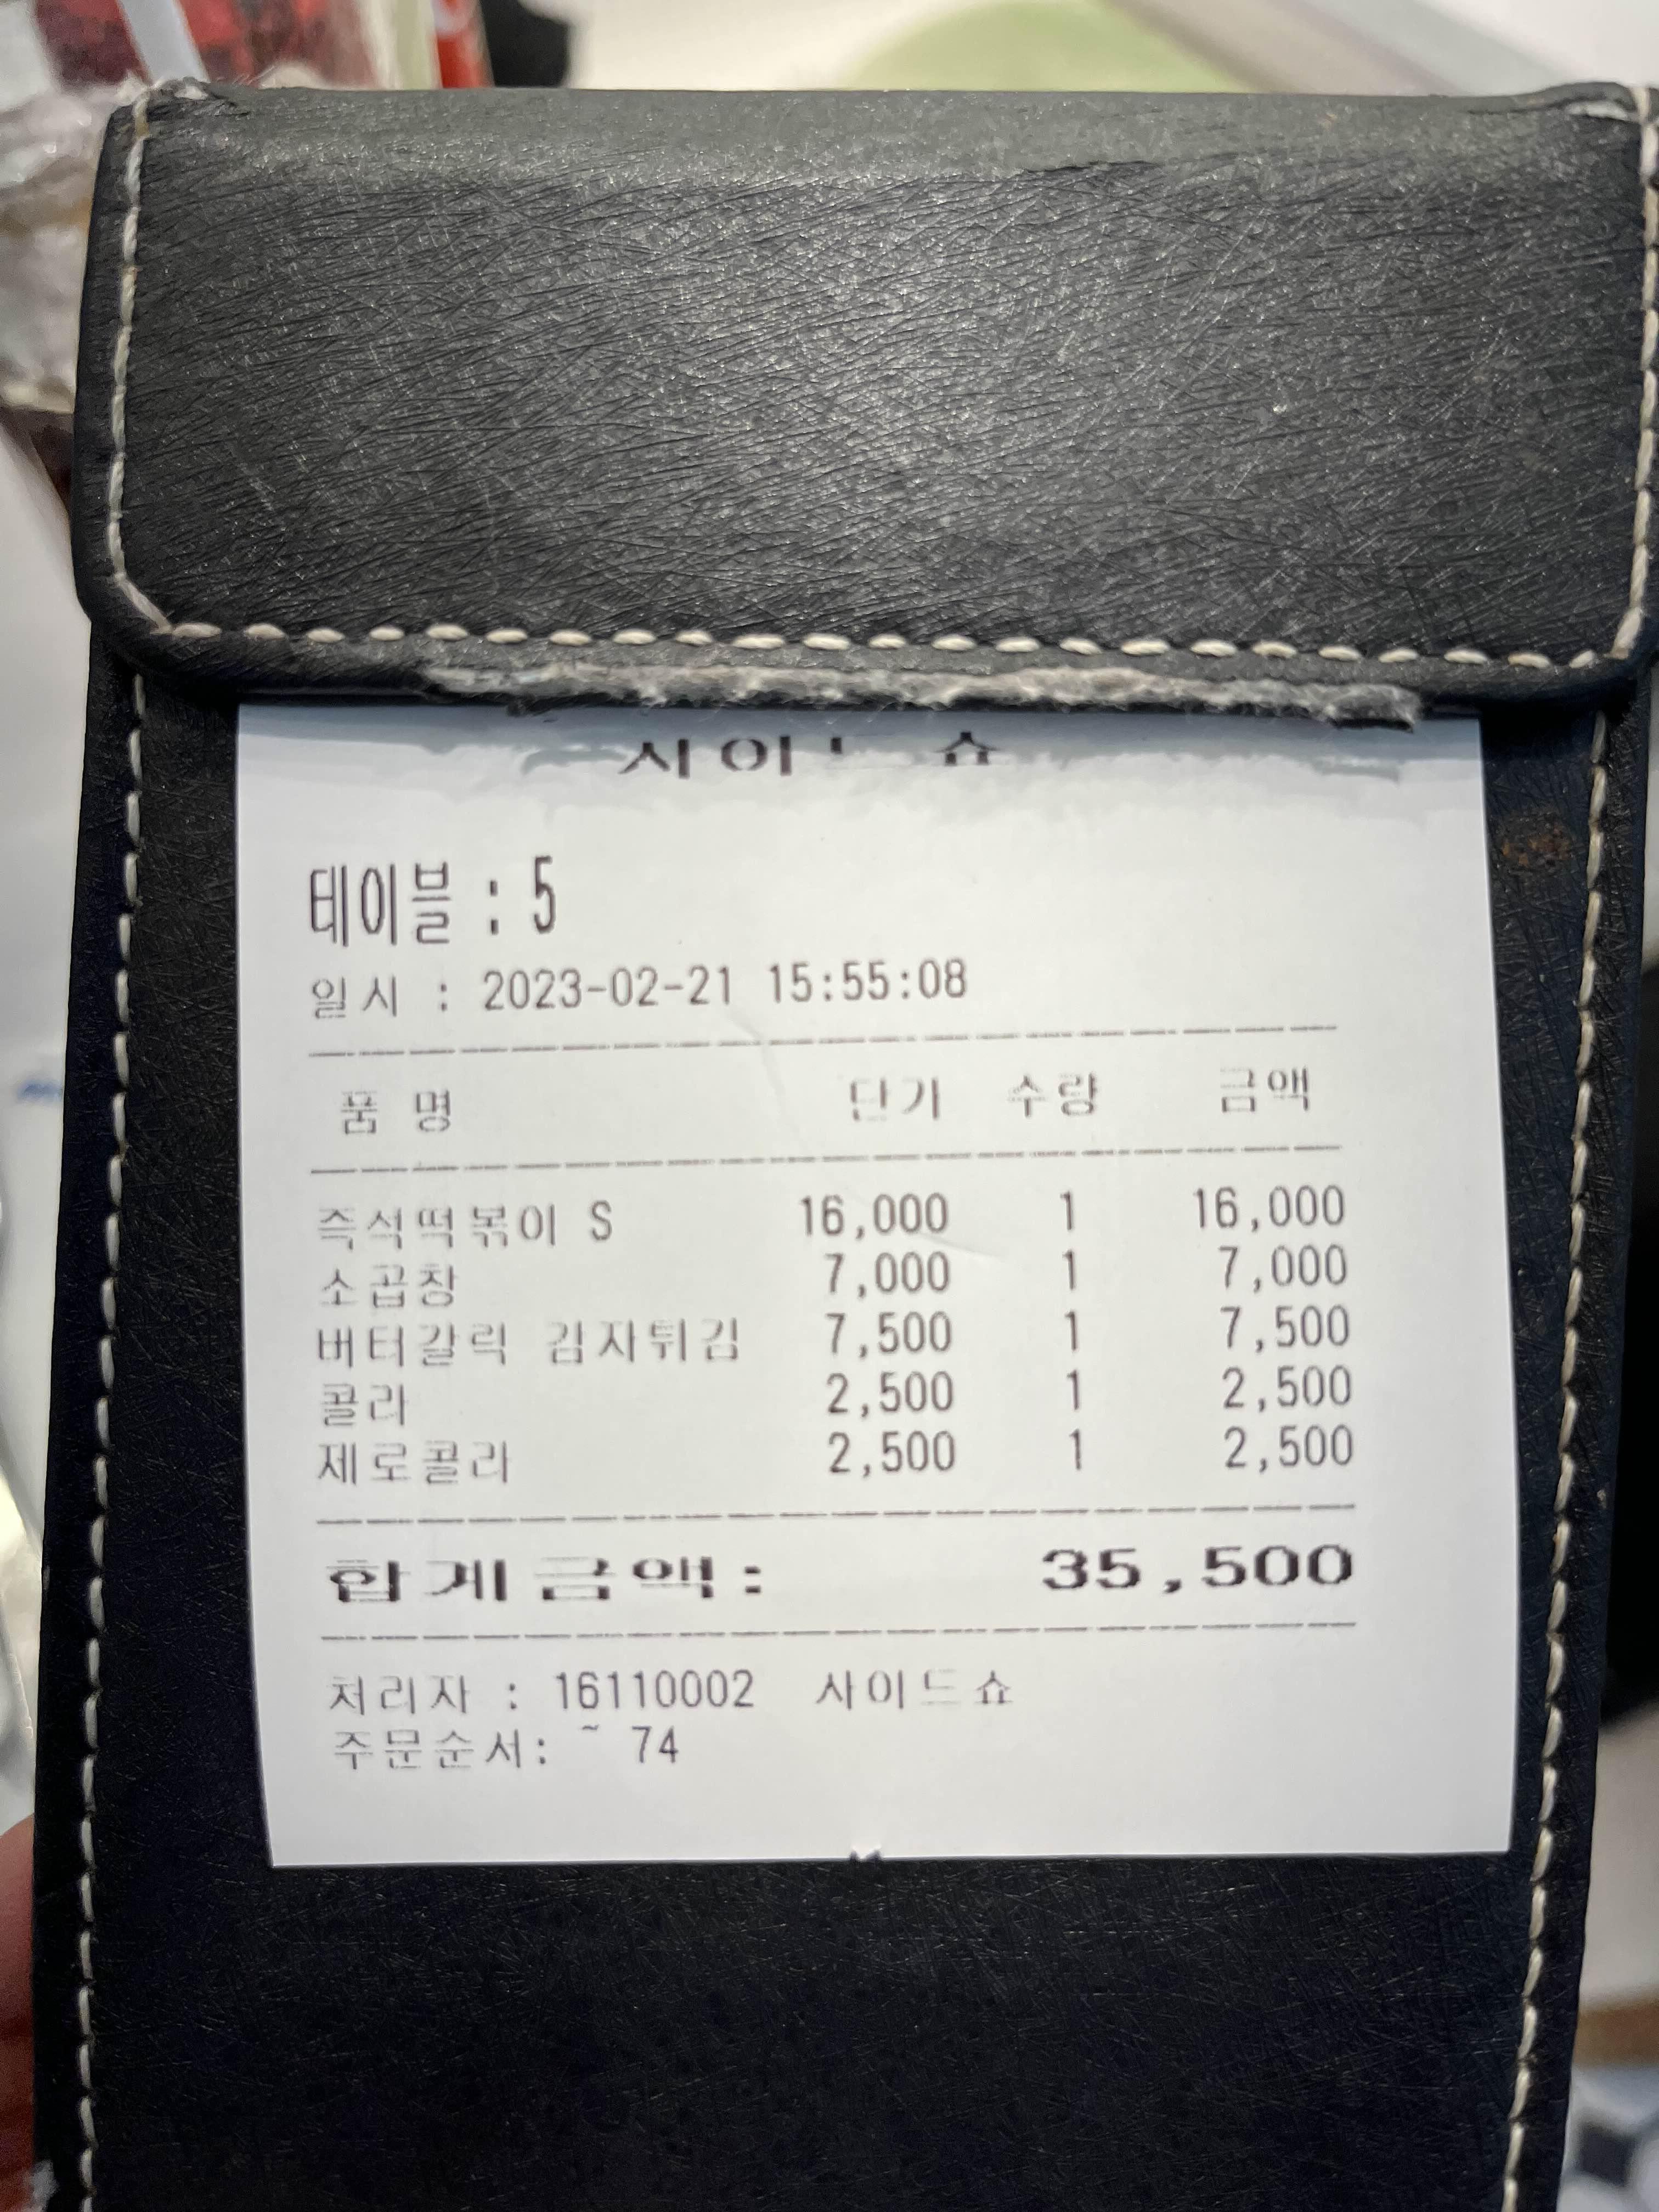 사이드쇼
테이블 : 5
일시 : 2023-02-21 15:55:08
품 명 단가 수량 금액
즉석떡볶이 S 16,000 1 16,000
소곱창 7,000 1 7,000
버터갈릭 감자튀김 7,500 1 7,500
콜라 2,500 1 2,500
제로콜라 2,500 1 2,500
합계금액: 35,500
처리자 : 16110002 사이드쇼
주문순서: ~ 74